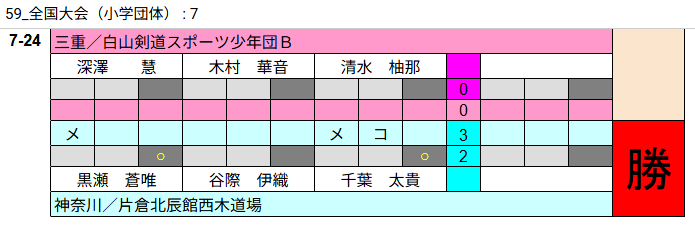 59_全国大会（小学団体）: 7
7-24 三重／白山剣道スポーツ少年団Ｂ
深澤　慧 木村　華音 清水　柚那
0
0
メ メ コ 3
○ ○ 2
黒瀬　蒼唯 谷際　伊織 千葉　太貴
勝
神奈川／片倉北辰館西木道場